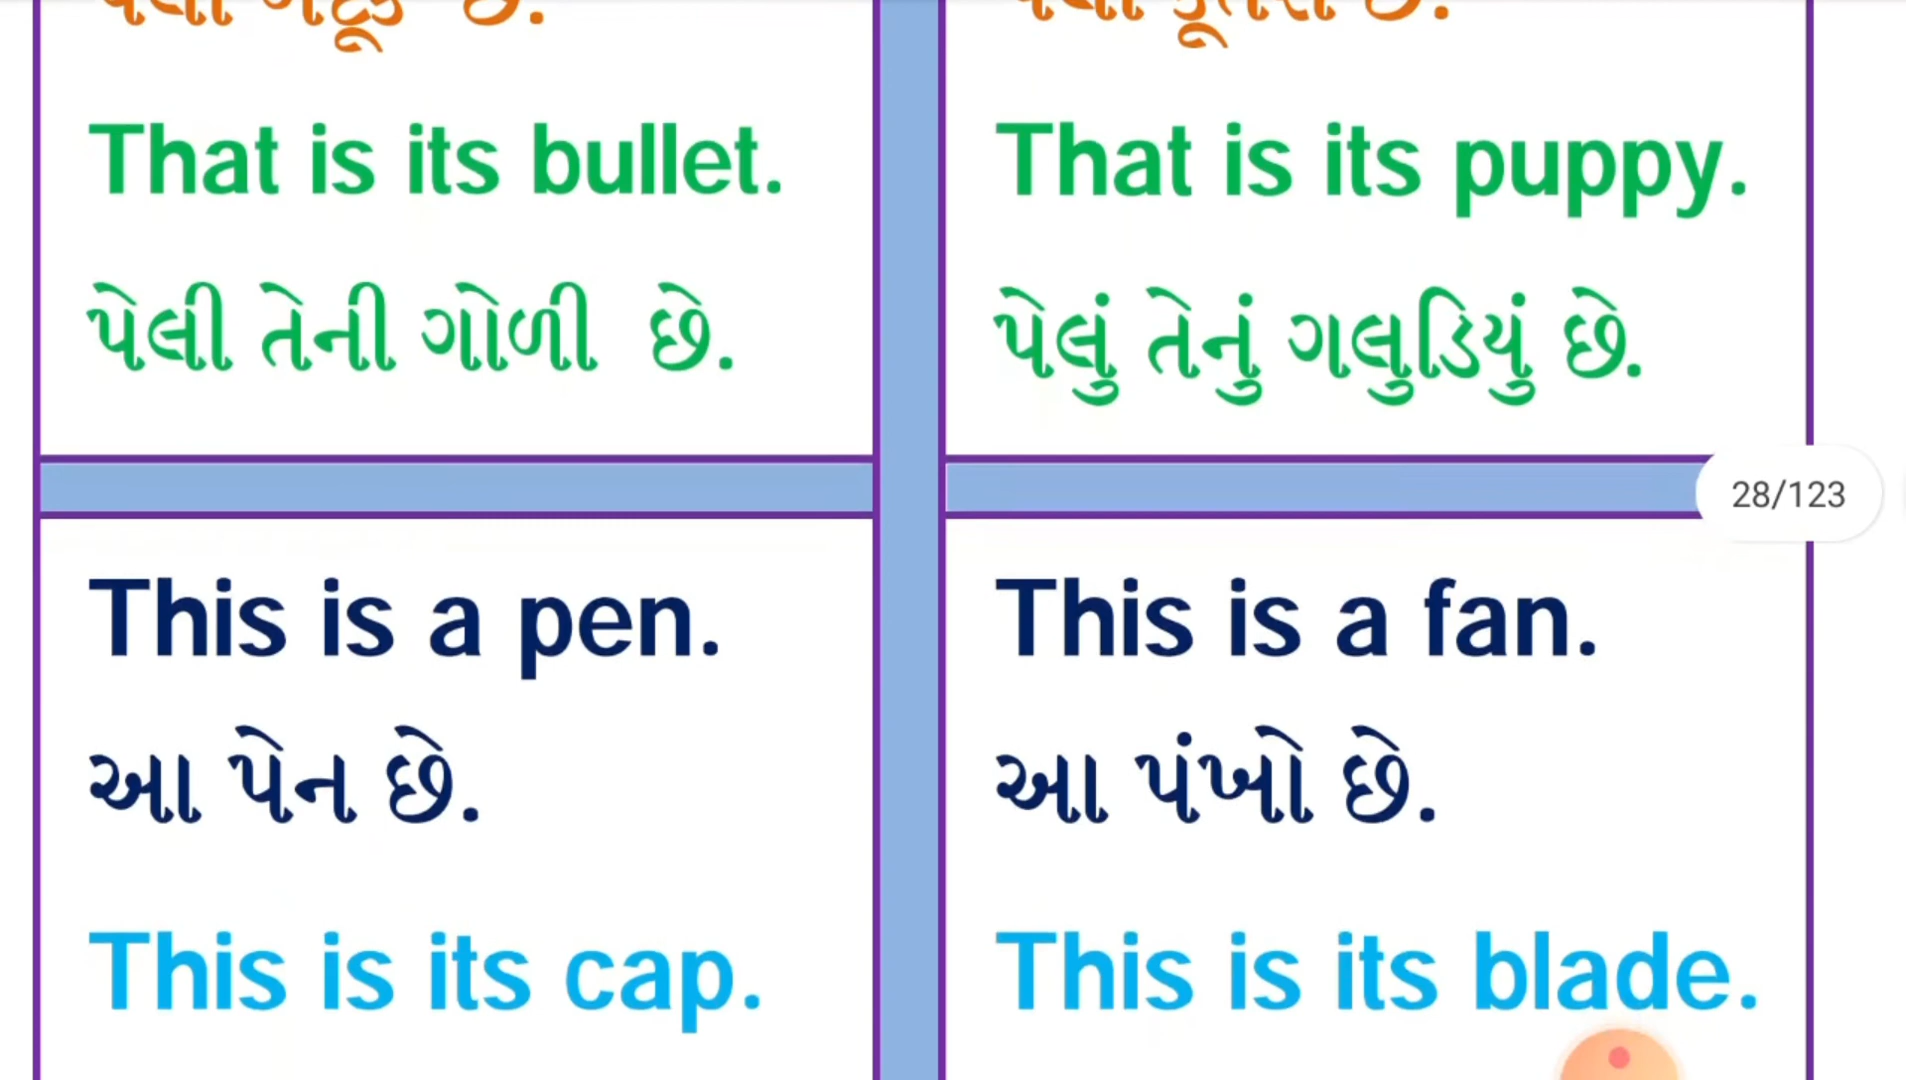 That is its bullet.
પેલી તેની ગોળી છે.
That is its puppy.
પેલું તેનું ગલુડિયું છે.
28/123
This is a pen.
આ પેન છે.
This is its cap.
This is a fan.
આ પંખો છે.
This is its blade.